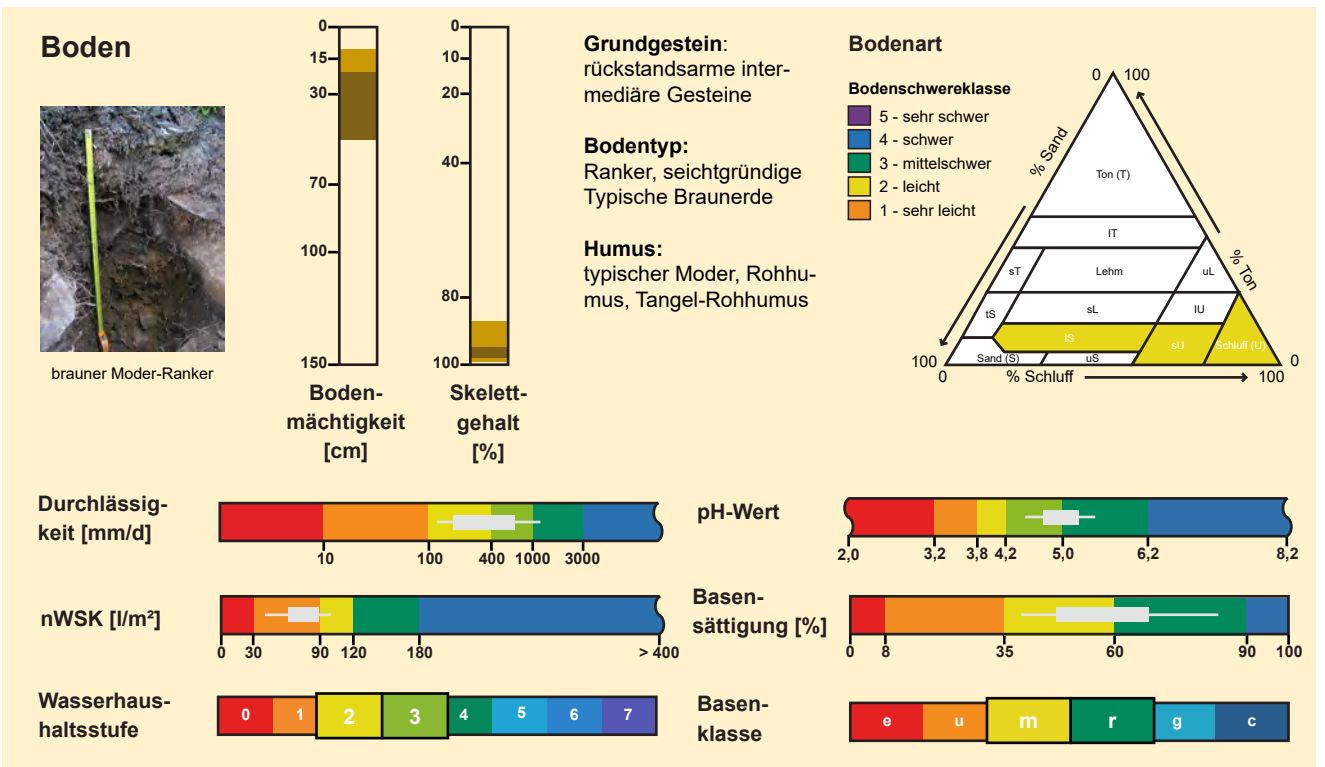 Boden
brauner Moder-Ranker
0
15
30
70
100
150
Boden-
mächtigkeit
[cm]
0
10
20
40
80
100
Skelett-
gehalt
[%]
Grundgestein:
rückstandsarme inter-
mediäre Gesteine
Bodentyp:
Ranker, seichtgründige
Typische Braunerde
Humus:
typischer Moder, Rohhu-
mus, Tangel-Rohhumus
Bodenart
Bodenschwereklasse
5 - sehr schwer
4 - schwer
3 - mittelschwer
2 - leicht
1 - sehr leicht
0 100
% Sand
% Ton
Ton (T)
lT
sT Lehm uL
tS sL lU
lS sU Schluff (U)
Sand (S) uS
100 0
0 % Schluff 100
Durchlässig-
keit [mm/d]
10 100 400 1000 3000
nWSK [l/m²]
0 30 90 120 180 > 400
Wasserhaus-
haltsstufe
0 1 2 3 4 5 6 7
pH-Wert
2,0 3,2 3,8 4,2 5,0 6,2 8,2
Basen-
sättigung [%]
0 8 35 60 90 100
Basen-
klasse
e u m r g c